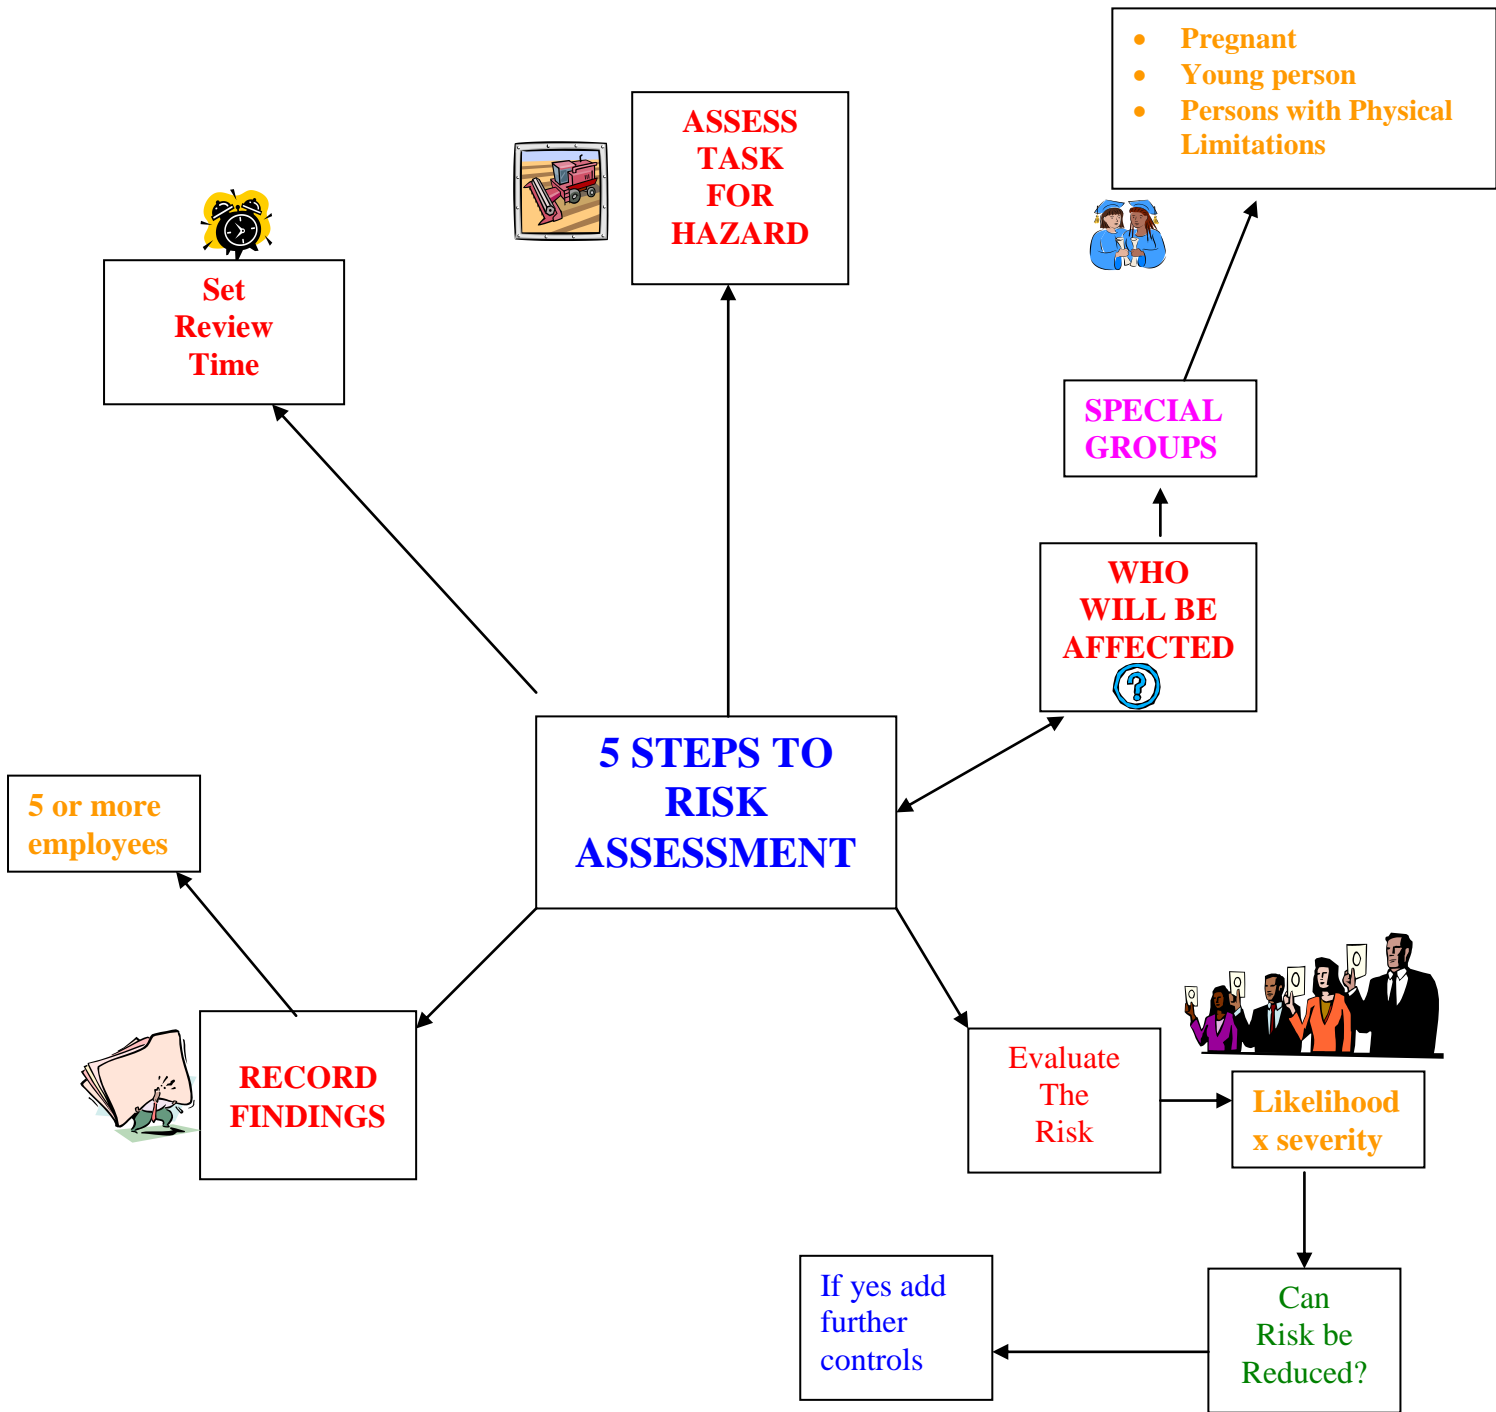 • Pregnant
• Young person
• Persons with Physical
Limitations
ASSESS
TASK
FOR
HAZARD
Set
Review
Time
SPECIAL
GROUPS
WHO
WILL BE
AFFECTED
?
5 STEPS TO
RISK
ASSESSMENT
5 or more
employees
RECORD
FINDINGS
Evaluate
The
Risk
Likelihood
x severity
Can
Risk be
Reduced?
If yes add
further
controls